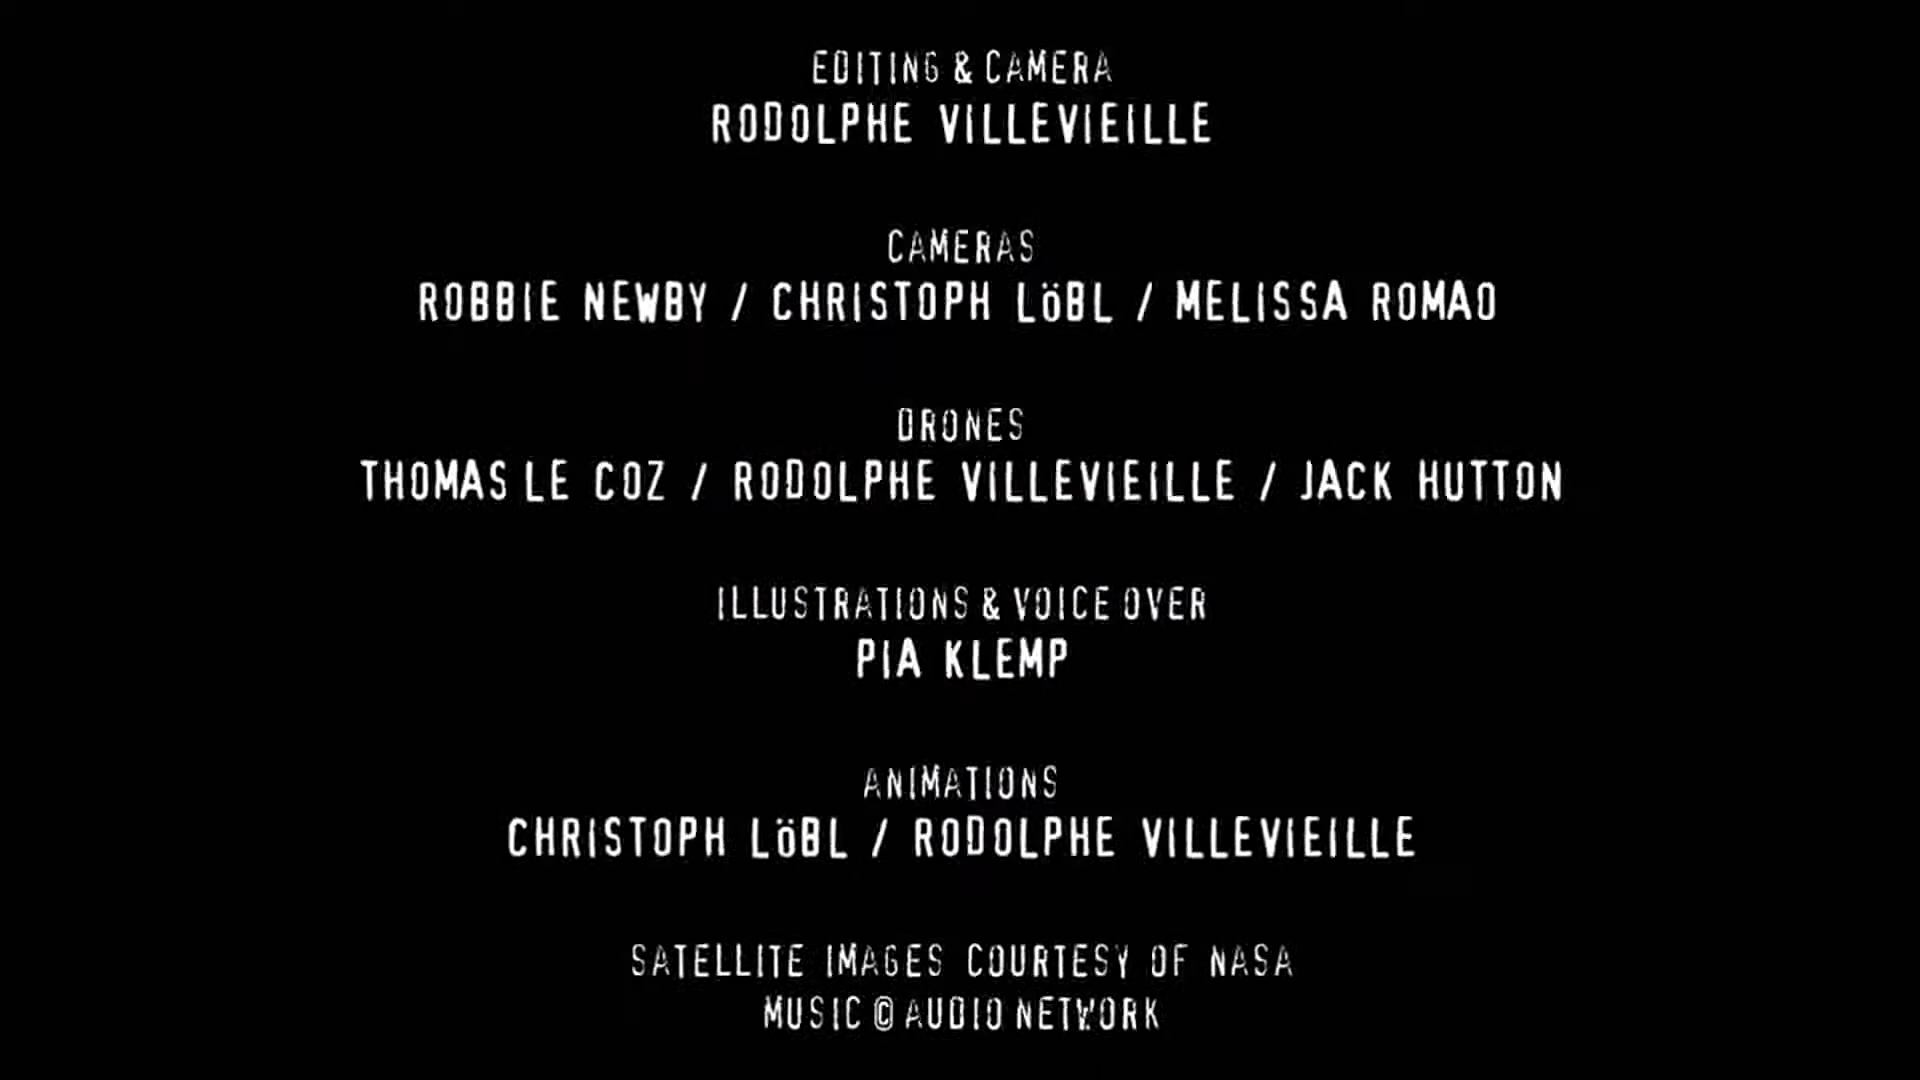 EDITING & CAMERA
RODOLPHE VILLEVIEILLE
CAMERAS
ROBBIE NEWBY / CHRISTOPH LöBL / MELISSA ROMAO
DRONES
THOMAS LE COZ / RODOLPHE VILLEVIEILLE / JACK HUTTON
ILLUSTRATIONS & VOICE OVER
PIA KLEMP
ANIMATIONS
CHRISTOPH LöBL / RODOLPHE VILLEVIEILLE
SATELLITE IMAGES COURTESY OF NASA
MUSIC © AUDIO NETWORK